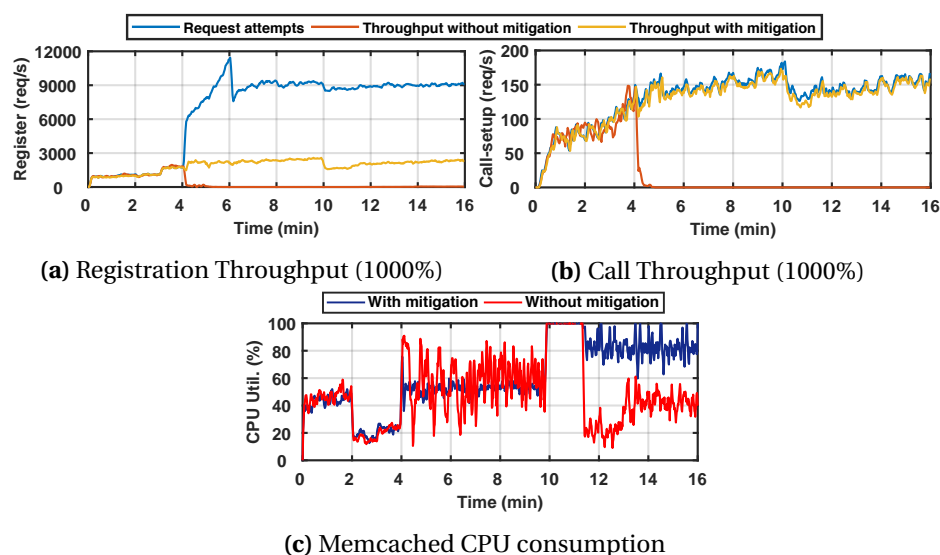 Request attempts Throughput without mitigation Throughput with mitigation
Register (req/s)
12000
9000
6000
3000
0
0 2 4 6 8 10 12 14 16
Time (min)
(a) Registration Throughput (1000%)
Call-setup (req/s)
200
150
100
50
0
0 2 4 6 8 10 12 14 16
Time (min)
(b) Call Throughput (1000%)
With mitigation Without mitigation
CPU Util. (%)
100
80
60
40
20
0
0 2 4 6 8 10 12 14 16
Time (min)
(c) Memcached CPU consumption